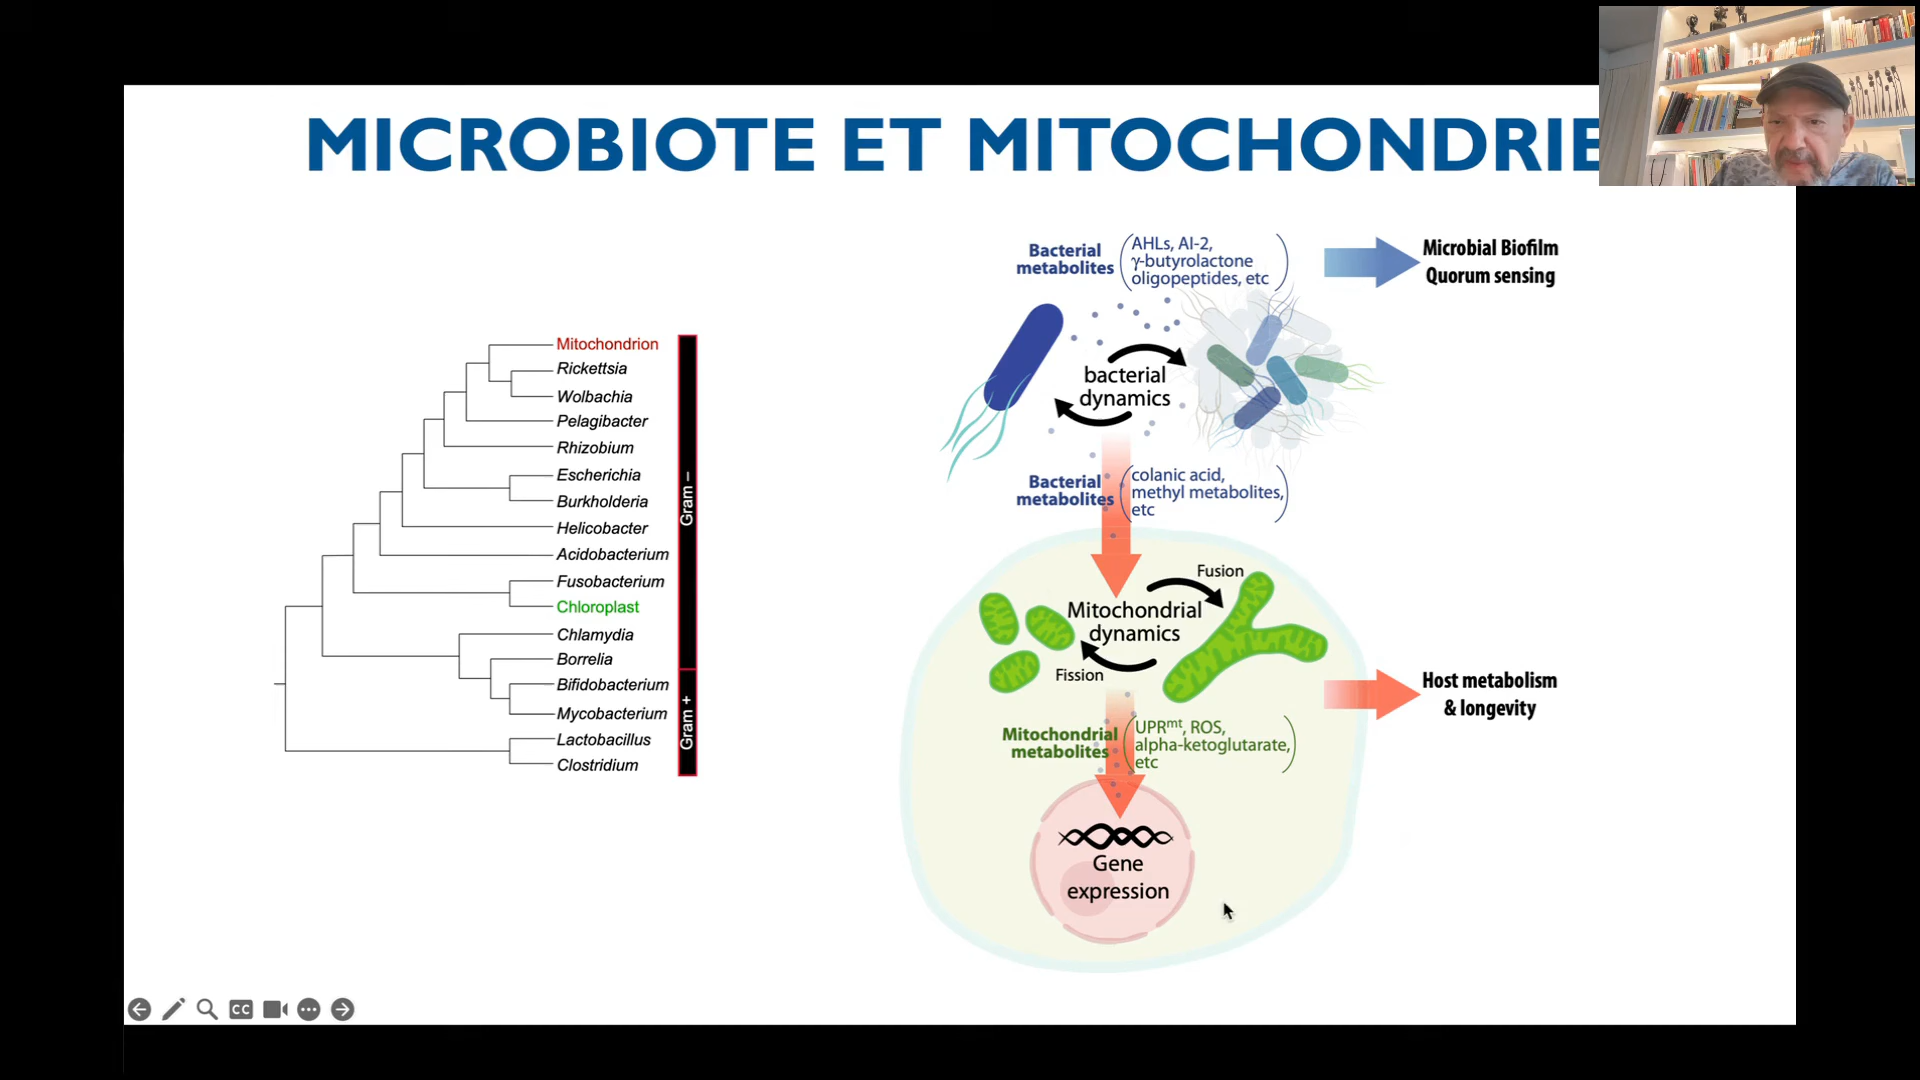 MICROBIOTE ET MITOCHONDRIE
Mitochondrion
Rickettsia
Wolbachia
Pelagibacter
Rhizobium
Escherichia
Burkholderia
Helicobacter
Acidobacterium
Fusobacterium
Chloroplast
Chlamydia
Borrelia
Bifidobacterium
Mycobacterium
Lactobacillus
Clostridium
Gram –
Gram +
Bacterial
metabolites
AHLs, AI-2,
γ-butyrolactone
oligopeptides, etc
Microbial Biofilm
Quorum sensing
bacterial
dynamics
Bacterial
metabolites
colanic acid,
methyl metabolites,
etc
Fusion
Mitochondrial
dynamics
Fission
Host metabolism
& longevity
Mitochondrial
metabolites
UPRmt, ROS,
alpha-ketoglutarate,
etc
Gene
expression
CC